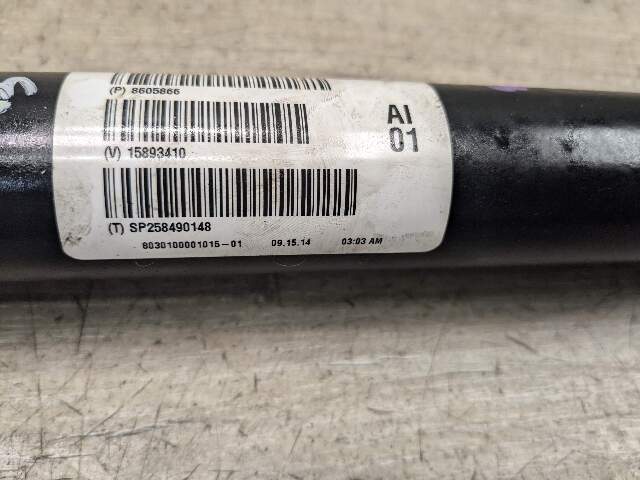 (P) 8605866
AI
01
(V) 15893410
(T) SP258490148
8030100001015-01 09.15.14 03:03 AM